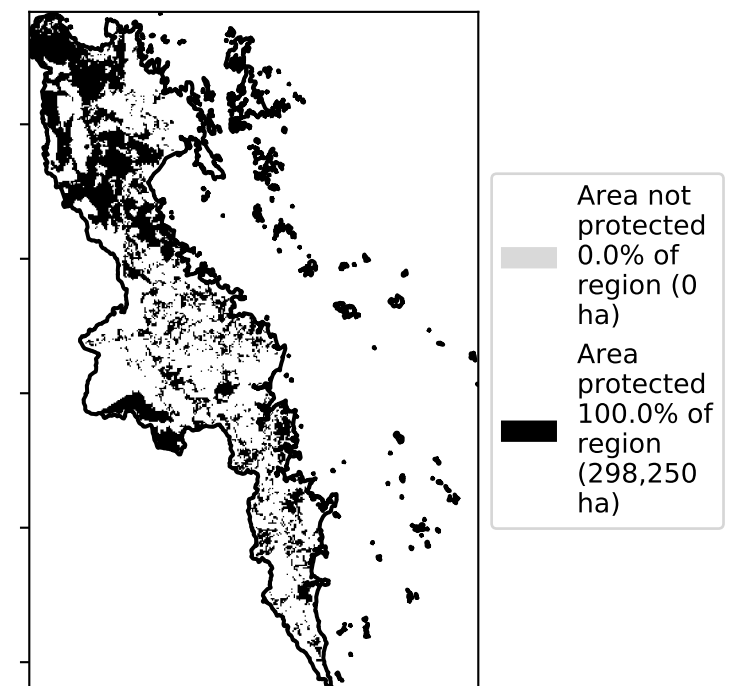 Area not
protected
0.0% of
region (0
ha)
Area
protected
100.0% of
region
(298,250
ha)